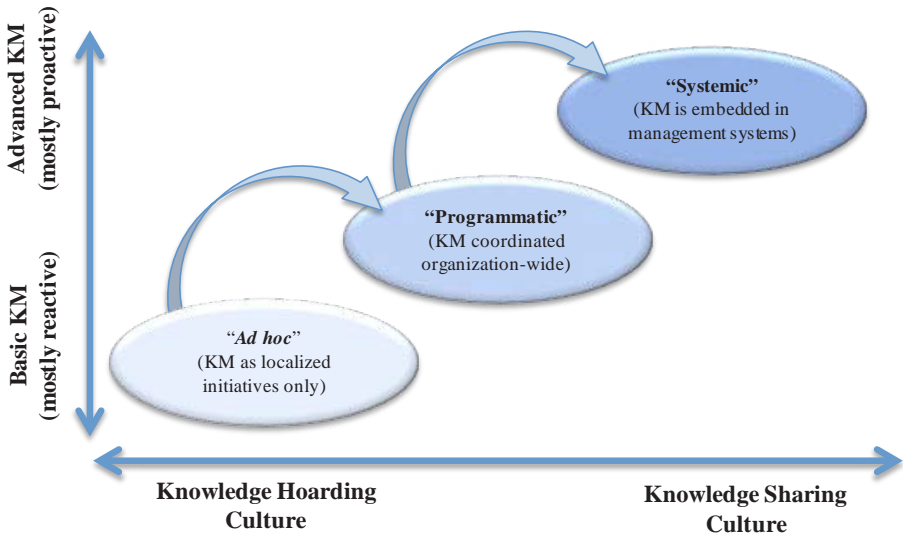 Advanced KM
(mostly proactive)
Basic KM
(mostly reactive)
“Systemic”
(KM is embedded in
management systems)
“Programmatic”
(KM coordinated
organization-wide)
“Ad hoc”
(KM as localized
initiatives only)
Knowledge Hoarding
Culture
Knowledge Sharing
Culture